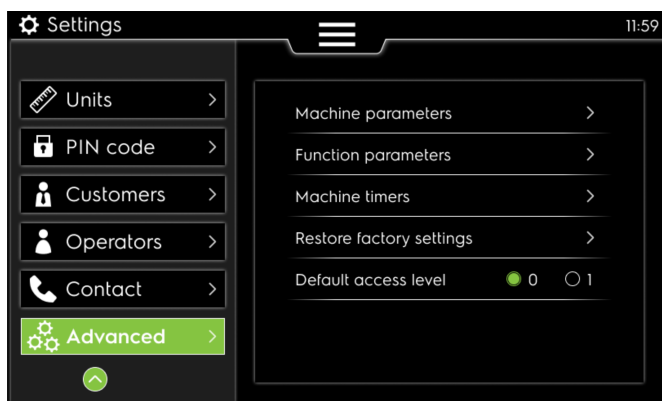 Settings
11:59
Units
PIN code
Customers
Operators
Contact
Advanced
Machine parameters
Function parameters
Machine timers
Restore factory settings
Default access level 0 1